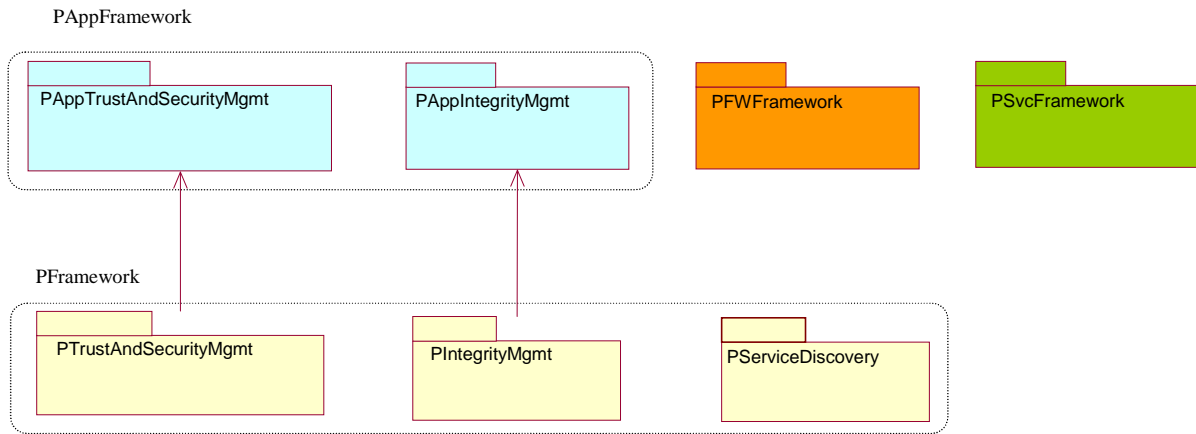 PAppFramework
PAppTrustAndSecurityMgmt
PAppIntegrityMgmt
PFWFramework
PSvcFramework
PFramework
PTrustAndSecurityMgmt
PIntegrityMgmt
PServiceDiscovery